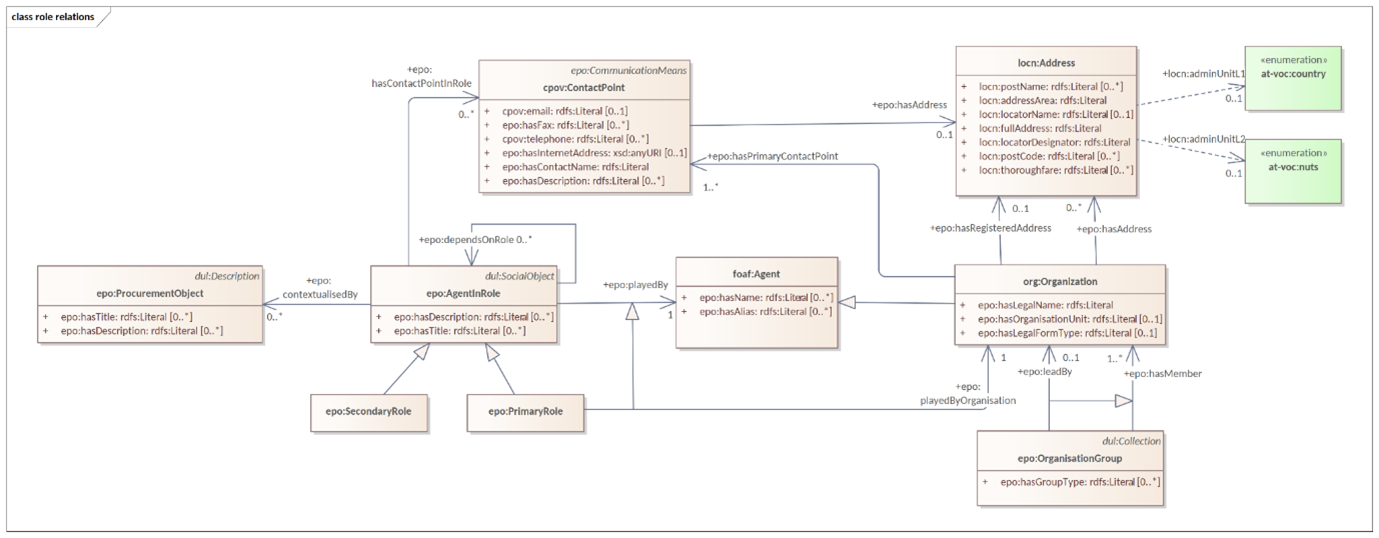 class role relations
+epo:
hasContactPointInRole
0..*
epo:CommunicationMeans
cpov:ContactPoint
+ cpov:email: rdfs:Literal [0..1]
+ epo:hasFax: rdfs:Literal [0..*]
+ cpov:telephone: rdfs:Literal [0..*]
+ epo:hasInternetAddress: xsd:anyURI [0..1]
+ epo:hasContactName: rdfs:Literal
+ epo:hasDescription: rdfs:Literal [0..*]
+epo:hasAddress
0..1
locn:Address
+ locn:postName: rdfs:Literal [0..*]
+ locn:addressArea: rdfs:Literal
+ locn:locatorName: rdfs:Literal [0..1]
+ locn:fullAddress: rdfs:Literal
+ locn:locatorDesignator: rdfs:Literal
+ locn:postCode: rdfs:Literal [0..*]
+ locn:thoroughfare: rdfs:Literal [0..*]
+locn:adminUnitL1
0..1
«enumeration»
at-voc:country
+locn:adminUnitL2
0..1
«enumeration»
at-voc:nuts
+epo:hasPrimaryContactPoint
1..*
0..1
+epo:hasRegisteredAddress
0..*
+epo:hasAddress
+epo:dependsOnRole 0..*
dul:Description
epo:ProcurementObject
+ epo:hasTitle: rdfs:Literal [0..*]
+ epo:hasDescription: rdfs:Literal [0..*]
+epo:
contextualisedBy
0..*
dul:SocialObject
epo:AgentInRole
+ epo:hasDescription: rdfs:Literal [0..*]
+ epo:hasTitle: rdfs:Literal [0..*]
+epo:playedBy
1
foaf:Agent
+ epo:hasName: rdfs:Literal [0..*]
+ epo:hasAlias: rdfs:Literal [0..*]
org:Organization
+ epo:hasLegalName: rdfs:Literal
+ epo:hasOrganisationUnit: rdfs:Literal [0..1]
+ epo:hasLegalFormType: rdfs:Literal [0..1]
epo:SecondaryRole
epo:PrimaryRole
+epo:
playedByOrganisation
1
+epo:leadBy
0..1
1..*
+epo:hasMember
dul:Collection
epo:OrganisationGroup
+ epo:hasGroupType: rdfs:Literal [0..*]